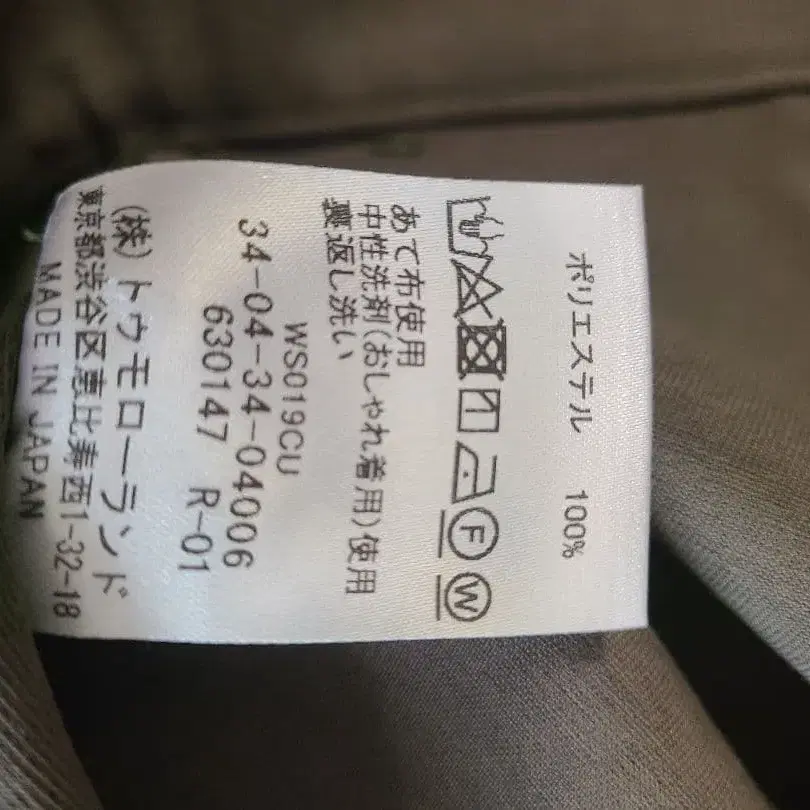 ポリエステル 100%
F W
あて布使用
中性洗剤(おしゃれ着用)使用
裏返し洗い
WS019CU
34-04-34-04006
630147 R-01
(株)トゥモローランド
東京都渋谷区恵比寿西1-32-18
MADE IN JAPAN